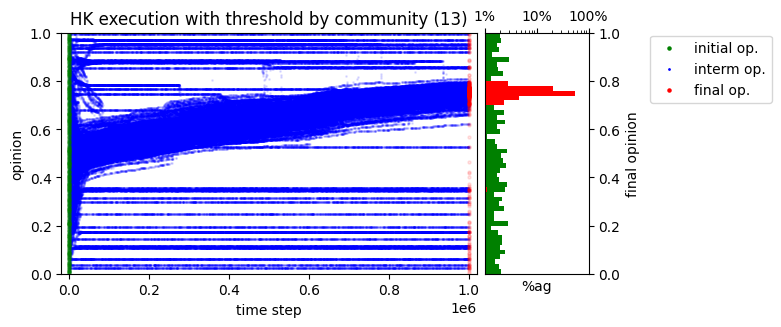 HK execution with threshold by community (13)
1% 10% 100%
initial op.
interm op.
final op.
1.0 1.0
0.8 0.8
0.6 0.6
0.4 0.4
0.2 0.2
0.0 0.0
opinion
final opinion
0.0 0.2 0.4 0.6 0.8 1.0
%ag
1e6
time step